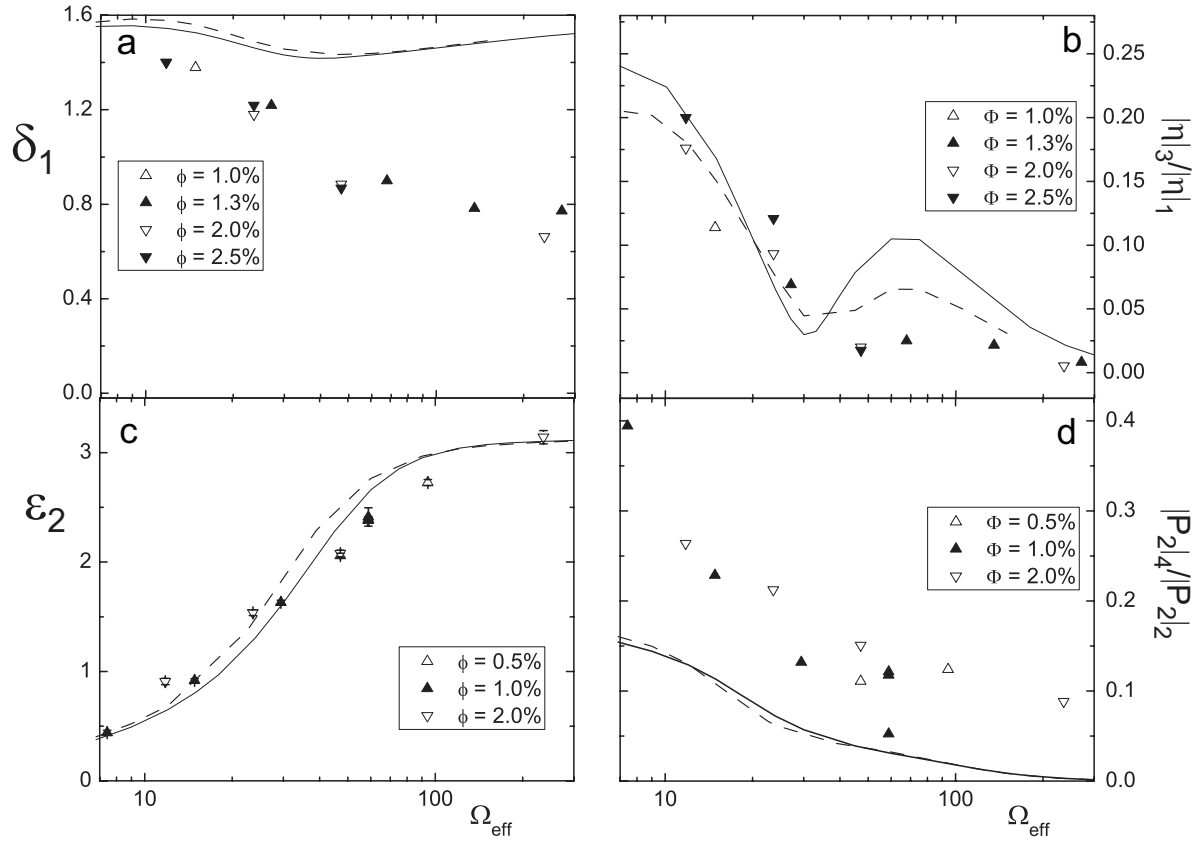 a
δ₁
1.6
1.2
0.8
0.4
0.0
ϕ = 1.0%
ϕ = 1.3%
ϕ = 2.0%
ϕ = 2.5%
b
|η|₃/|η|₁
0.25
0.20
0.15
0.10
0.05
0.00
Φ = 1.0%
Φ = 1.3%
Φ = 2.0%
Φ = 2.5%
c
ε₂
3
2
1
0
ϕ = 0.5%
ϕ = 1.0%
ϕ = 2.0%
10
100
Ω_eff
d
|P₂|₄/|P₂|₂
0.4
0.3
0.2
0.1
0.0
Φ = 0.5%
Φ = 1.0%
Φ = 2.0%
10
100
Ω_eff